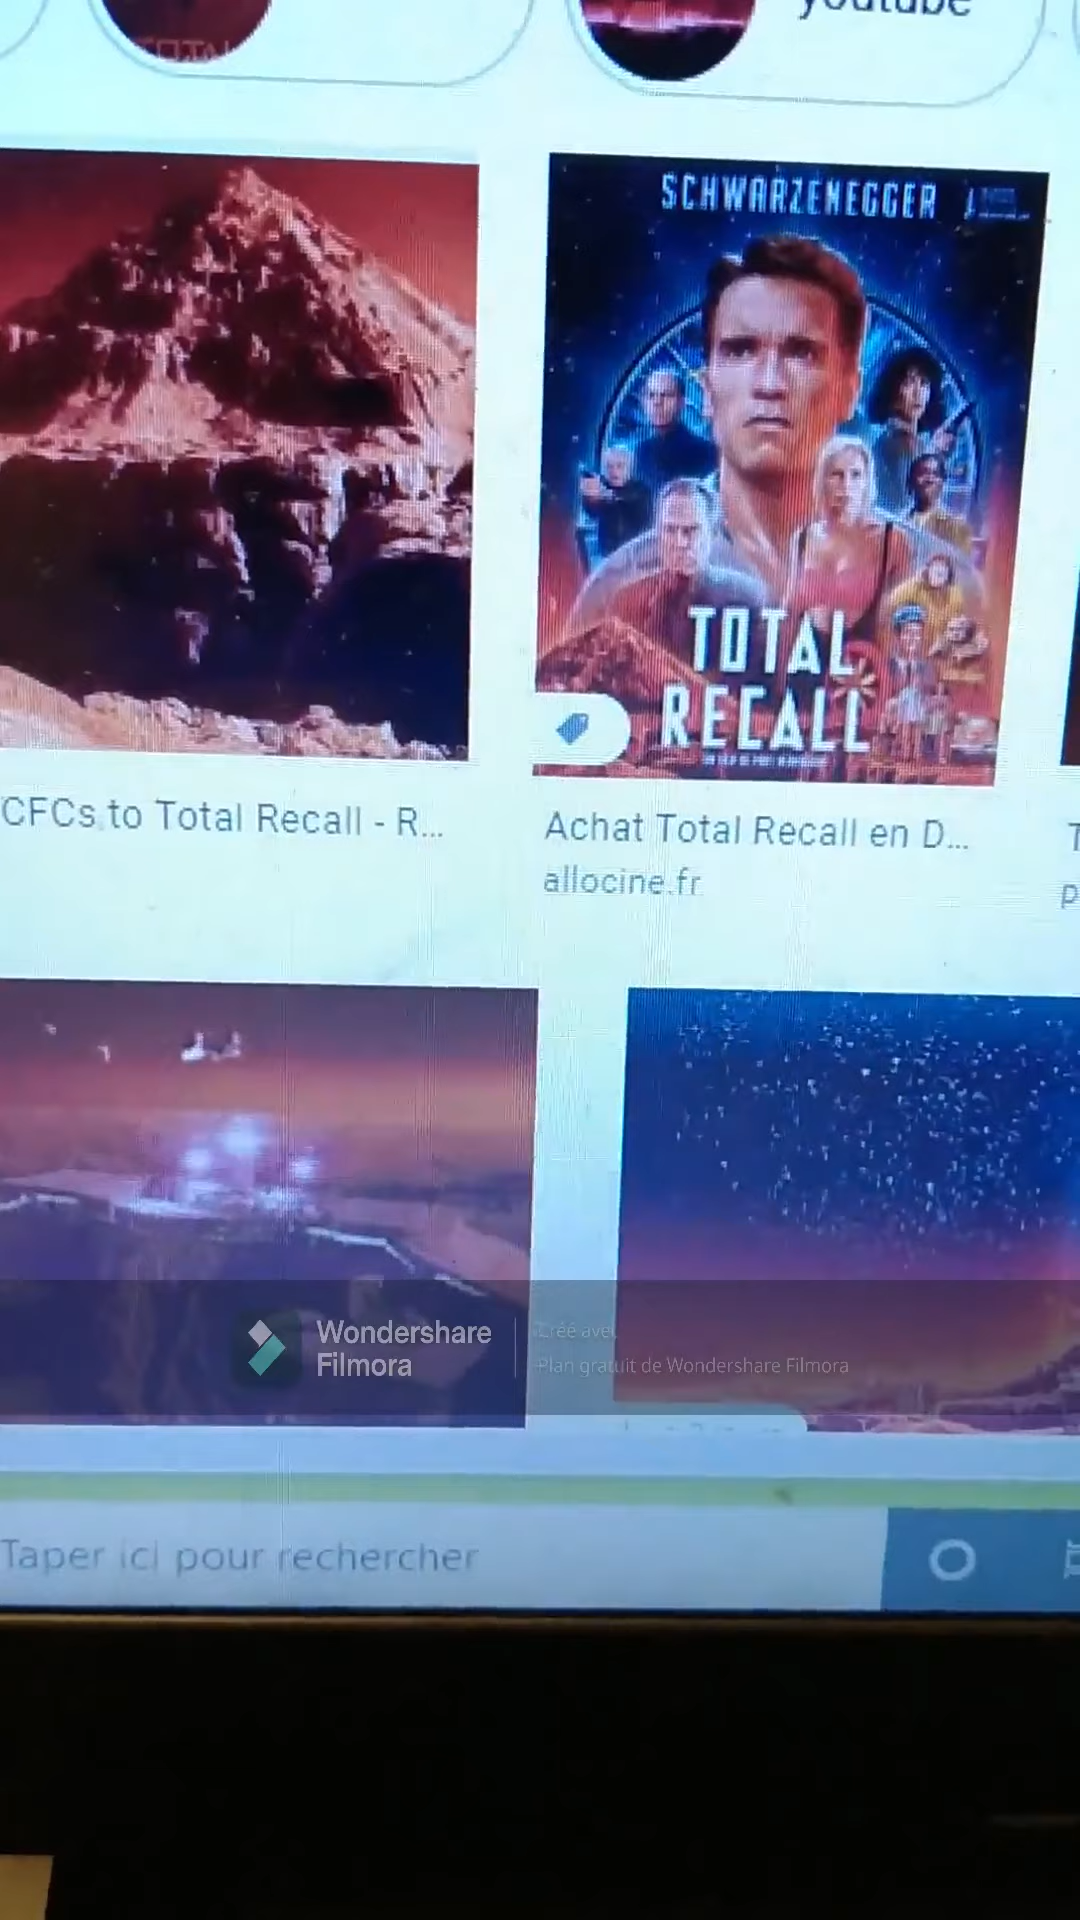 TOTAL
youtube
SCHWARZENEGGER
TOTAL
RECALL
CFCs to Total Recall - R...
Achat Total Recall en D...
allocine.fr
T
p
Wondershare
Filmora
Créé avec
Plan gratuit de Wondershare Filmora
Taper ici pour rechercher